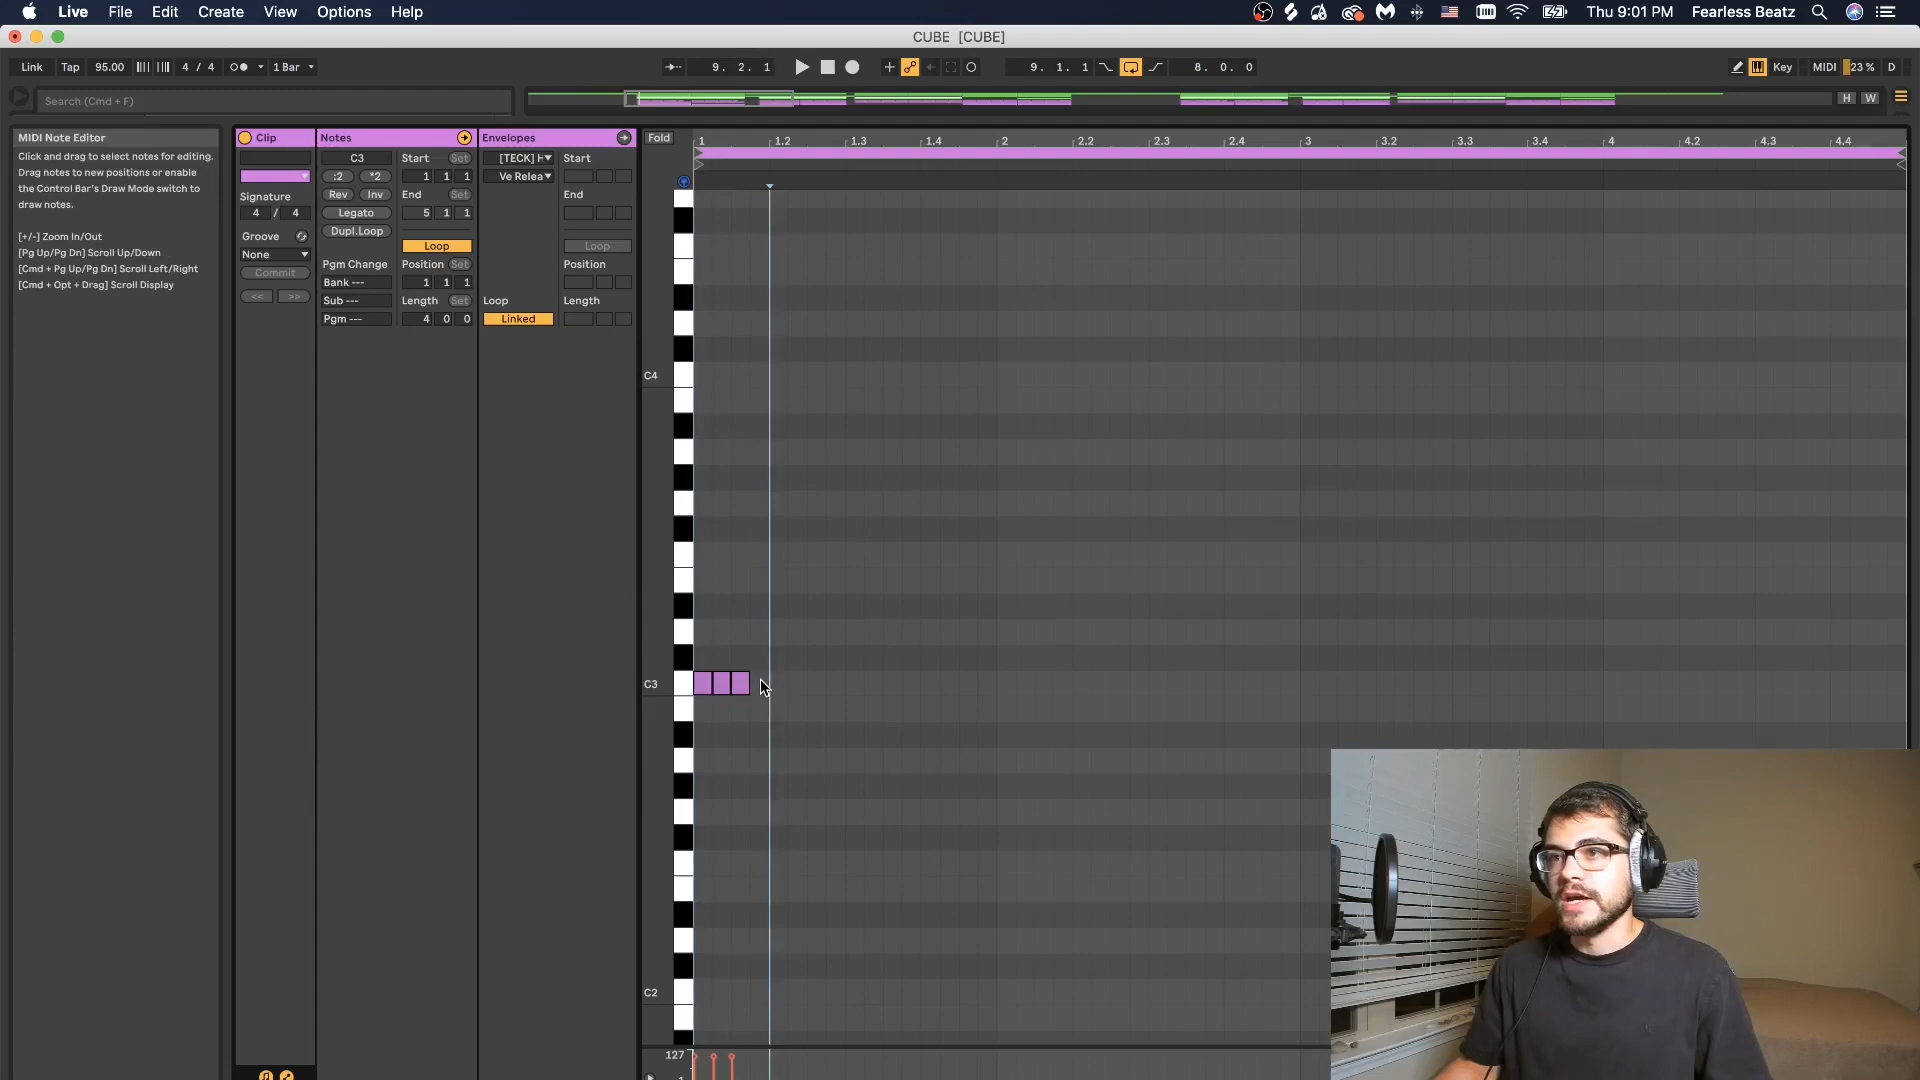 Live File Edit Create View Options Help Thu 9:01 PM Fearless Beatz
CUBE [CUBE]
Link Tap 95.00 4 / 4 1 Bar 9. 2. 1 9. 1. 1 8. 0. 0 Key MIDI 23 % D
Search (Cmd + F) H W
MIDI Note Editor
Click and drag to select notes for editing.
Drag notes to new positions or enable
the Control Bar's Draw Mode switch to
draw notes.
[+/-] Zoom In/Out
[Pg Up/Pg Dn] Scroll Up/Down
[Cmd + Pg Up/Pg Dn] Scroll Left/Right
[Cmd + Opt + Drag] Scroll Display
Clip
Signature
4 / 4
Groove
None
Commit
<< >>
Notes
C3
:2 *2
Rev Inv
Legato
Dupl.Loop
Pgm Change
Bank ---
Sub ---
Pgm ---
Start Set
1 1 1
End Set
5 1 1
Loop
Position Set
1 1 1
Length Set
4 0 0
Envelopes
[TECK] H
Ve Relea
Loop
Linked
Start
End
Loop
Position
Length
Fold 1 1.2 1.3 1.4 2 2.2 2.3 2.4 3 3.2 3.3 3.4 4 4.2 4.3 4.4
C4
C3
C2
127
1